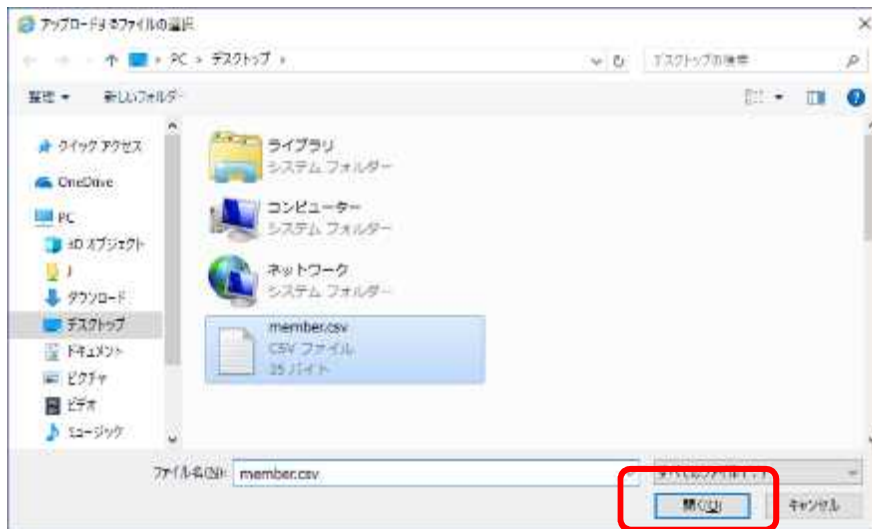 アップロードするファイルの選択
PC > デスクトップ >
デスクトップの検索
整理
新しいフォルダー
クイック アクセス
OneDrive
PC
3D オブジェクト
J
ダウンロード
デスクトップ
ドキュメント
ピクチャ
ビデオ
ミュージック
ライブラリ
システム フォルダー
コンピューター
システム フォルダー
ネットワーク
システム フォルダー
member.csv
CSV ファイル
35 バイト
ファイル名(N): member.csv
開く(O)
キャンセル